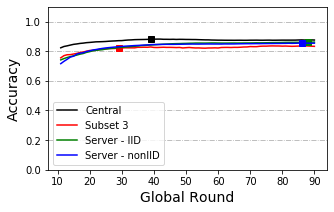 1.0
0.8
0.6
0.4
0.2
0.0
Accuracy
Central
Subset 3
Server - IID
Server - nonIID
10 20 30 40 50 60 70 80 90
Global Round